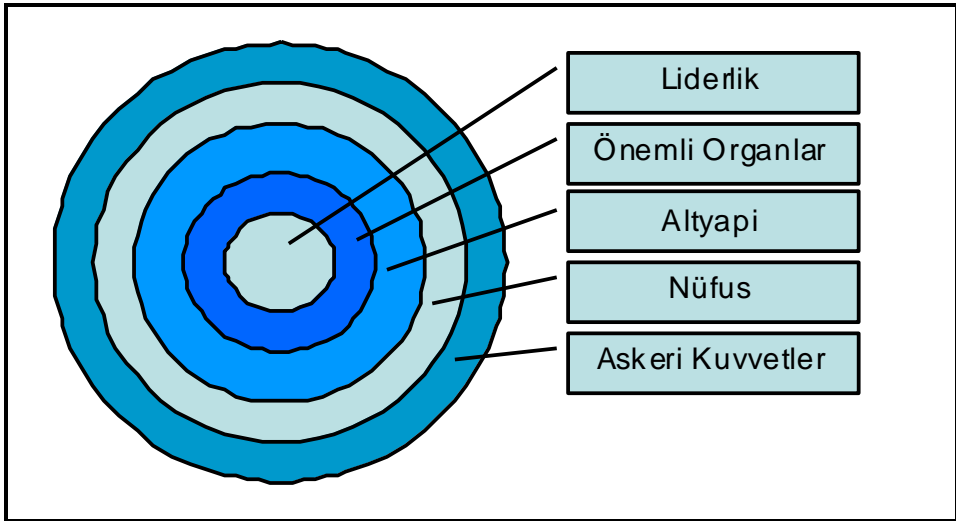 Liderlik
Önemli Organlar
Altyapi
Nüfus
Askeri Kuvvetler